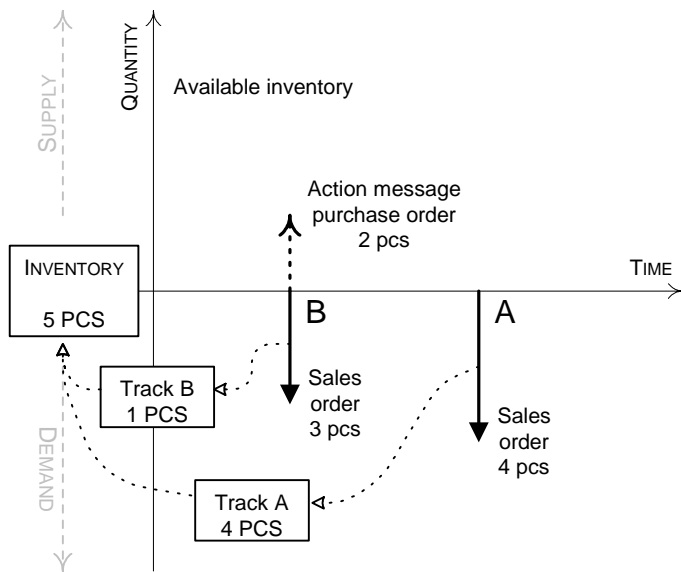 SUPPLY
QUANTITY
Available inventory
Action message
purchase order
2 pcs
INVENTORY
5 PCS
TIME
B
A
Track B
1 PCS
Sales
order
3 pcs
Sales
order
4 pcs
DEMAND
Track A
4 PCS